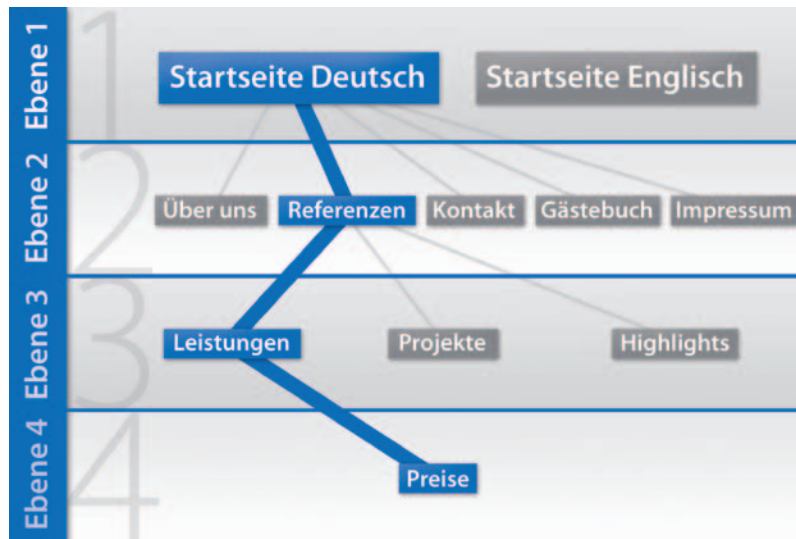 Ebene 1
1
Startseite Deutsch
Startseite Englisch
Ebene 2
2
Über uns
Referenzen
Kontakt
Gästebuch
Impressum
Ebene 3
3
Leistungen
Projekte
Highlights
Ebene 4
4
Preise